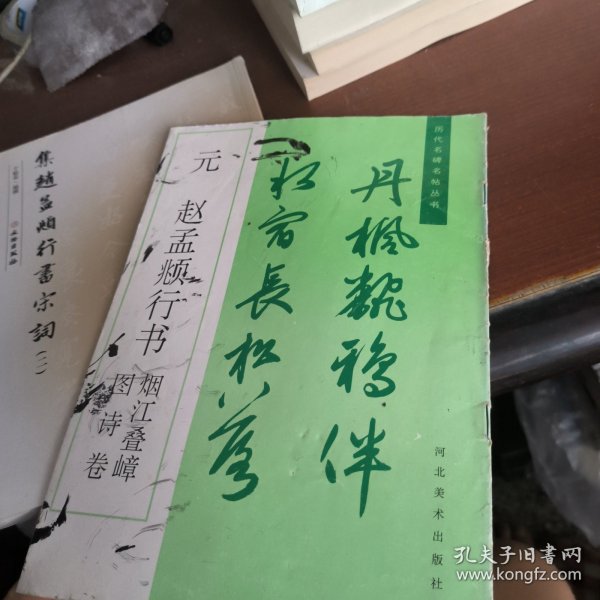 历代名碑名帖丛书
丹枫翻鸦伴
水宿长松落
元 赵孟頫行书
烟江叠嶂
图诗卷
河北美术出版社
集赵孟頫行书宋词(二)
孔夫子旧书网
www.kongfz.com